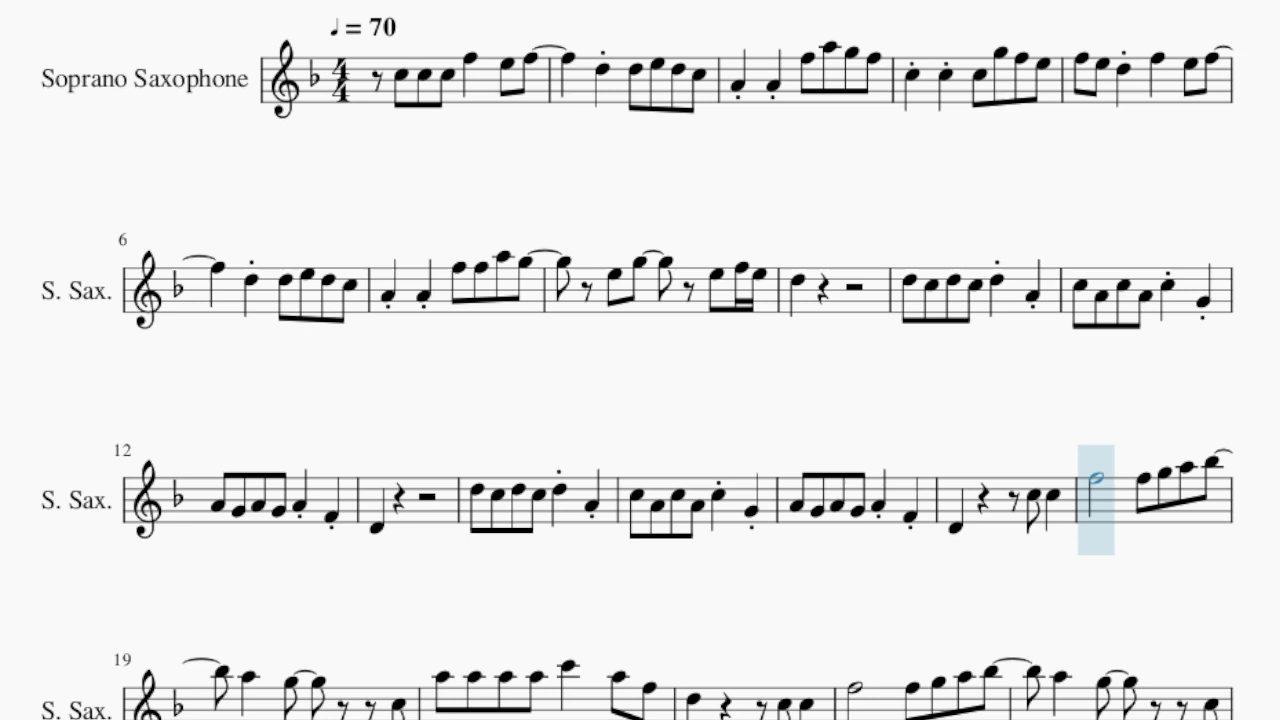 ♩ = 70
Soprano Saxophone
4
4
6
S. Sax.
12
S. Sax.
19
S. Sax.